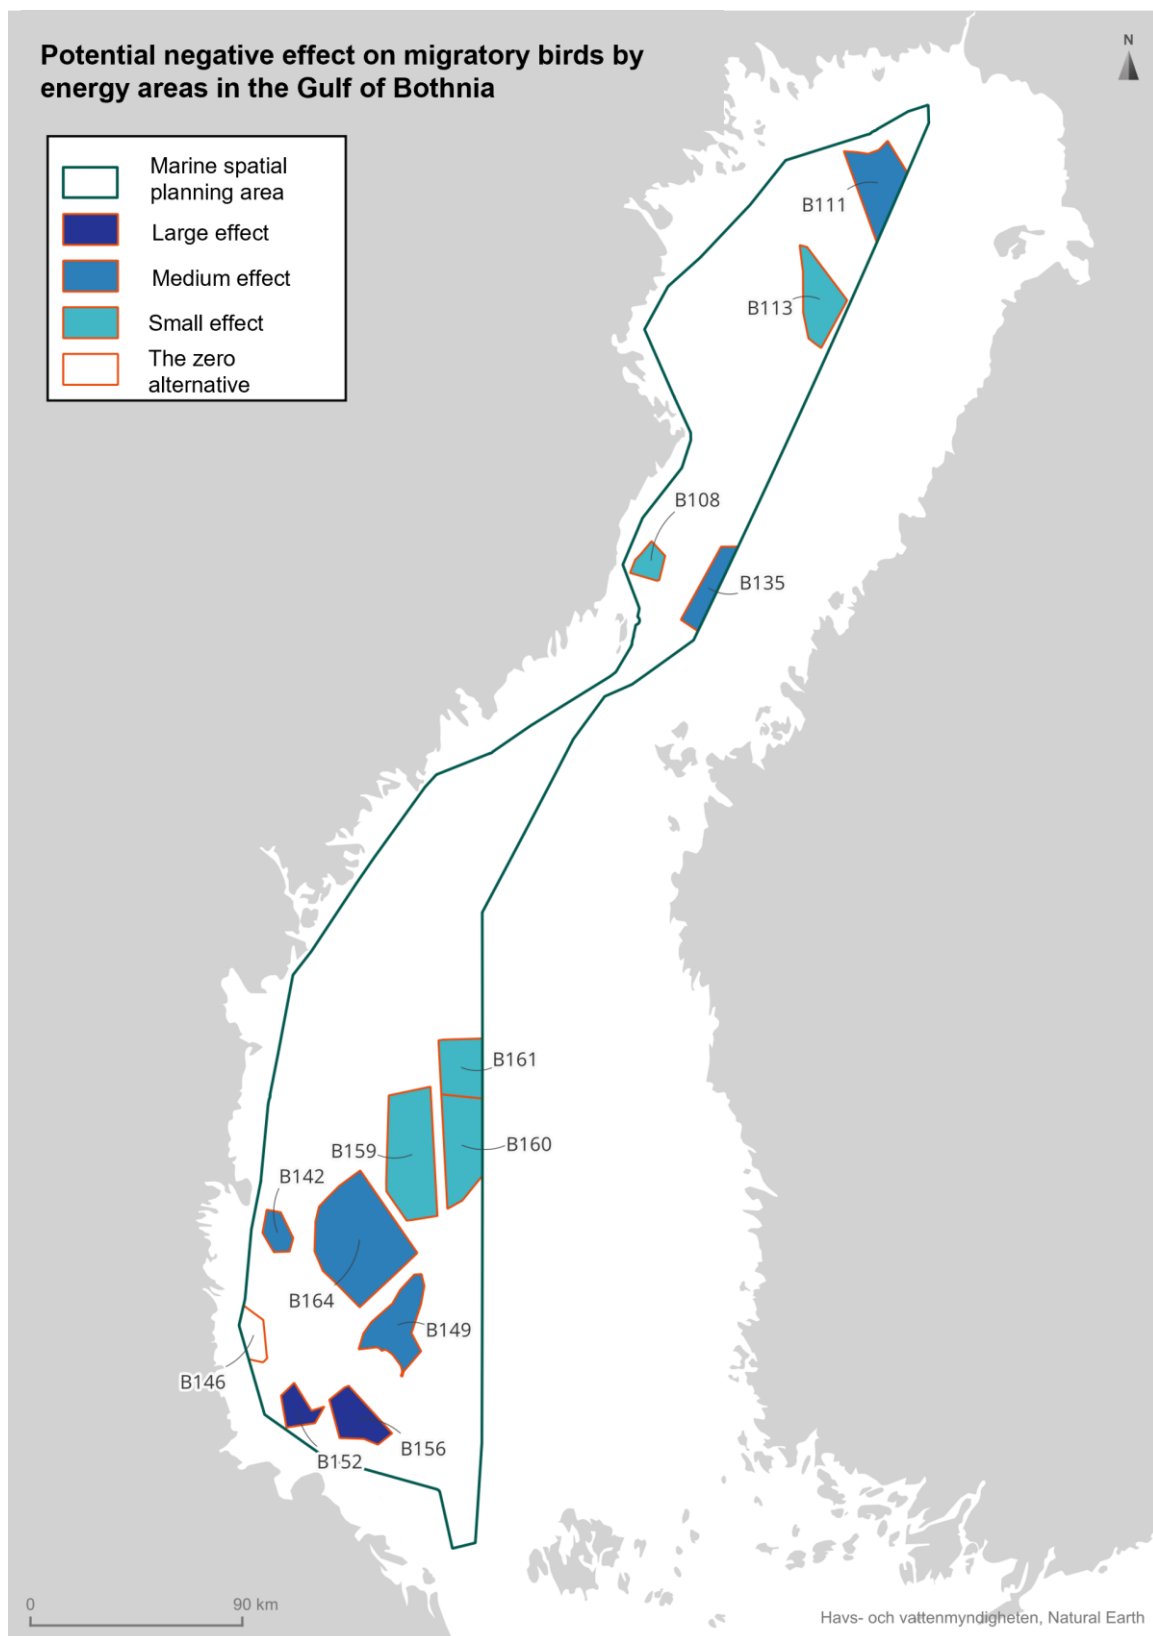 Potential negative effect on migratory birds by
energy areas in the Gulf of Bothnia
N
Marine spatial
planning area
Large effect
Medium effect
Small effect
The zero
alternative
B111
B113
B108
B135
B161
B160
B159
B142
B164
B149
B146
B156
B152
0 90 km
Havs- och vattenmyndigheten, Natural Earth